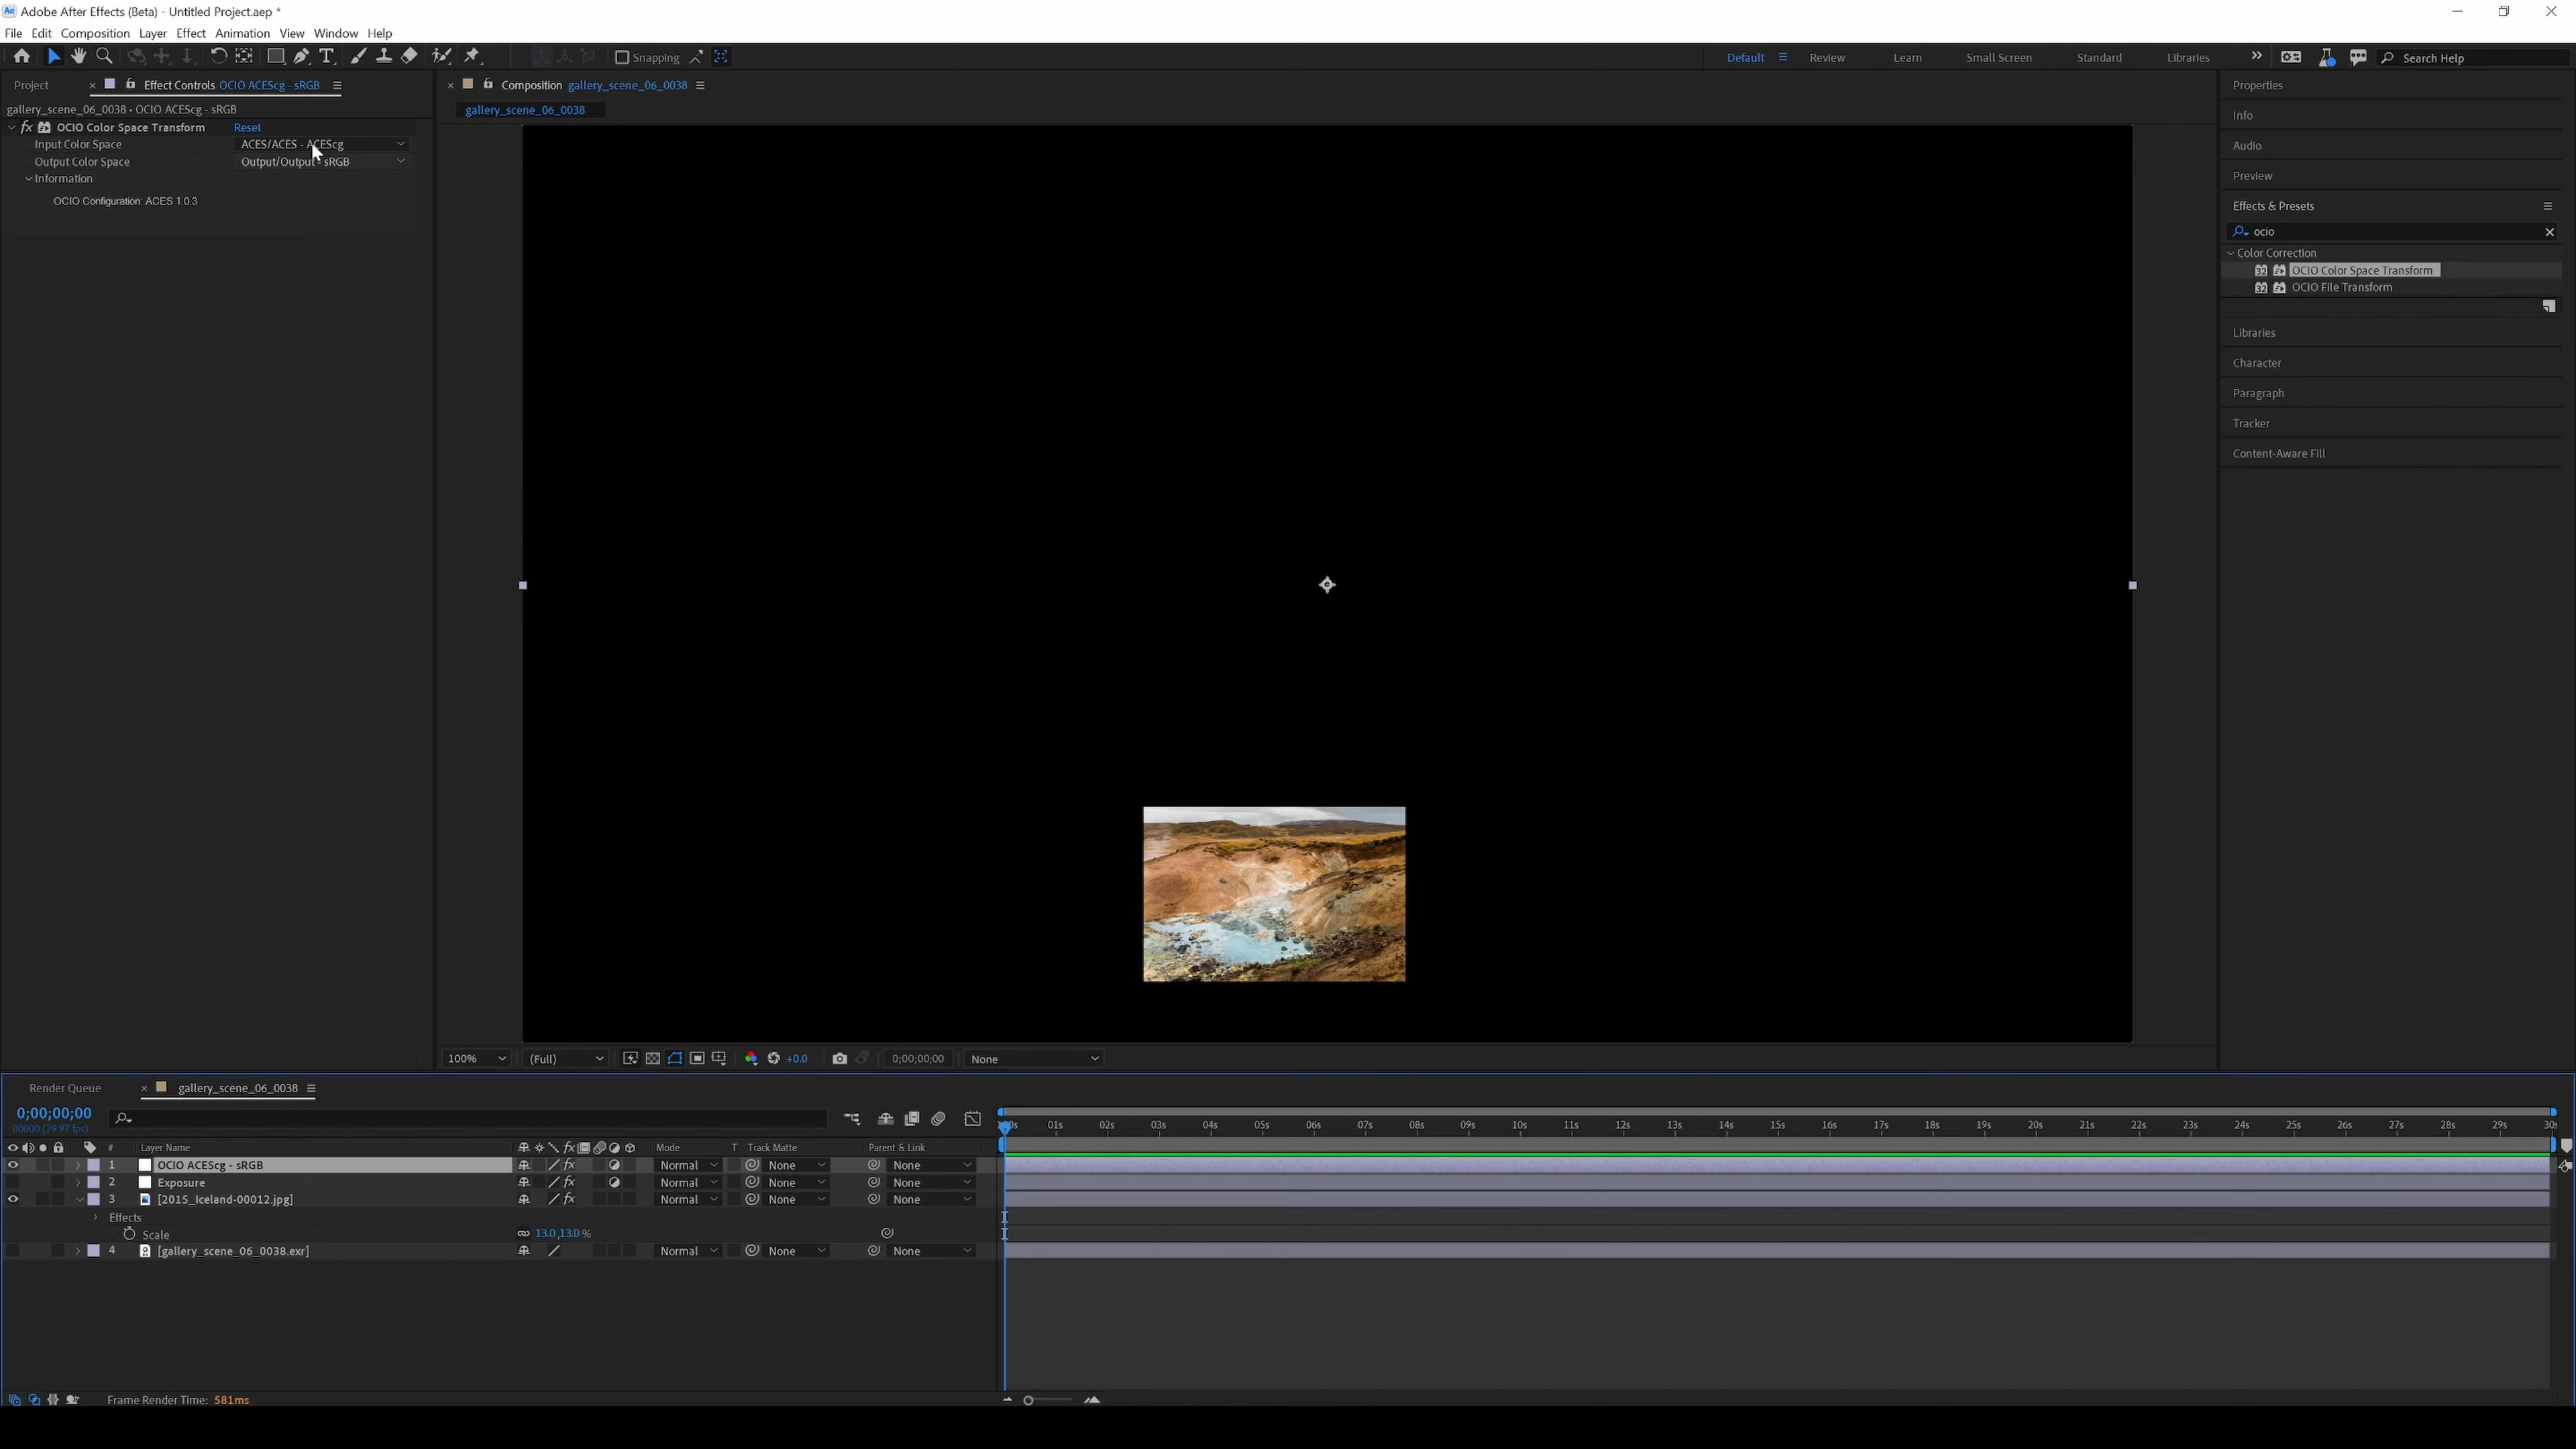 Ae Adobe After Effects (Beta) - Untitled Project.aep *
File Edit Composition Layer Effect Animation View Window Help
Snapping Default Review Learn Small Screen Standard Libraries Search Help
Project × Effect Controls OCIO ACEScg - sRGB
gallery_scene_06_0038 • OCIO ACEScg - sRGB
fx OCIO Color Space Transform Reset
Input Color Space ACES/ACES - ACEScg
Output Color Space Output/Output - sRGB
Information
OCIO Configuration: ACES 1.0.3
× Composition gallery_scene_06_0038
gallery_scene_06_0038
Properties
Info
Audio
Preview
Effects & Presets
ocio
Color Correction
32 OCIO Color Space Transform
32 OCIO File Transform
Libraries
Character
Paragraph
Tracker
Content-Aware Fill
100% (Full) +0.0 0;00;00;00 None
Render Queue × gallery_scene_06_0038
0;00;00;00
00000 (29.97 fps)
01s 02s 03s 04s 05s 06s 07s 08s 09s 10s 11s 12s 13s 14s 15s 16s 17s 18s 19s 20s 21s 22s 23s 24s 25s 26s 27s 28s 29s
# Layer Name fx Mode T Track Matte Parent & Link
1 OCIO ACEScg - sRGB fx Normal None None
2 Exposure fx Normal None None
3 [2015_Iceland-00012.jpg] fx Normal None None
Effects
Scale 13.0,13.0%
4 [gallery_scene_06_0038.exr] Normal None None
Frame Render Time: 581ms